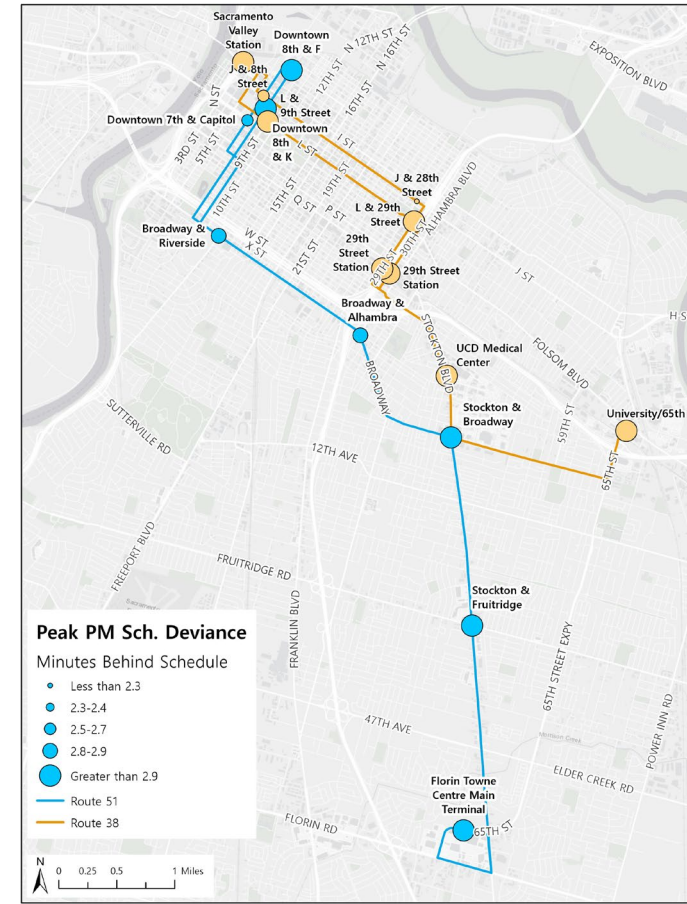 Sacramento
Valley
Station
Downtown
8th & F
N 12TH ST
N 16TH ST
EXPOSITION BLVD
J & 8th
Street
12TH ST
16TH ST
N ST
L &
9th Street
Downtown 7th & Capitol
Downtown
8th
& K
3RD ST
5TH ST
9TH ST
I ST
L ST
19TH ST
10TH ST
15TH ST
Q ST
P ST
J & 28th
Street
ALHAMBRA BLVD
L & 29th
Street
30TH ST
29TH ST
Broadway &
Riverside
W ST
X ST
21ST ST
29th
Street
Station
29th Street
Station
J ST
Broadway &
Alhambra
H S
STOCKTON BLVD
FOLSOM BLVD
UCD Medical
Center
BROADWAY
Stockton &
Broadway
59TH ST
University/65th
SUTTERVILLE RD
12TH AVE
65TH ST
FREEPORT BLVD
FRUITRIDGE RD
FRANKLIN BLVD
Stockton &
Fruitridge
65TH STREET EXPY
POWER INN RD
47TH AVE
Morrison Creek
ELDER CREEK RD
Florin Towne
Centre Main
Terminal
65TH ST
FLORIN RD
Sacramento
Peak PM Sch. Deviance
Minutes Behind Schedule
Less than 2.3
2.3-2.4
2.5-2.7
2.8-2.9
Greater than 2.9
Route 51
Route 38
N
0 0.25 0.5 1 Miles